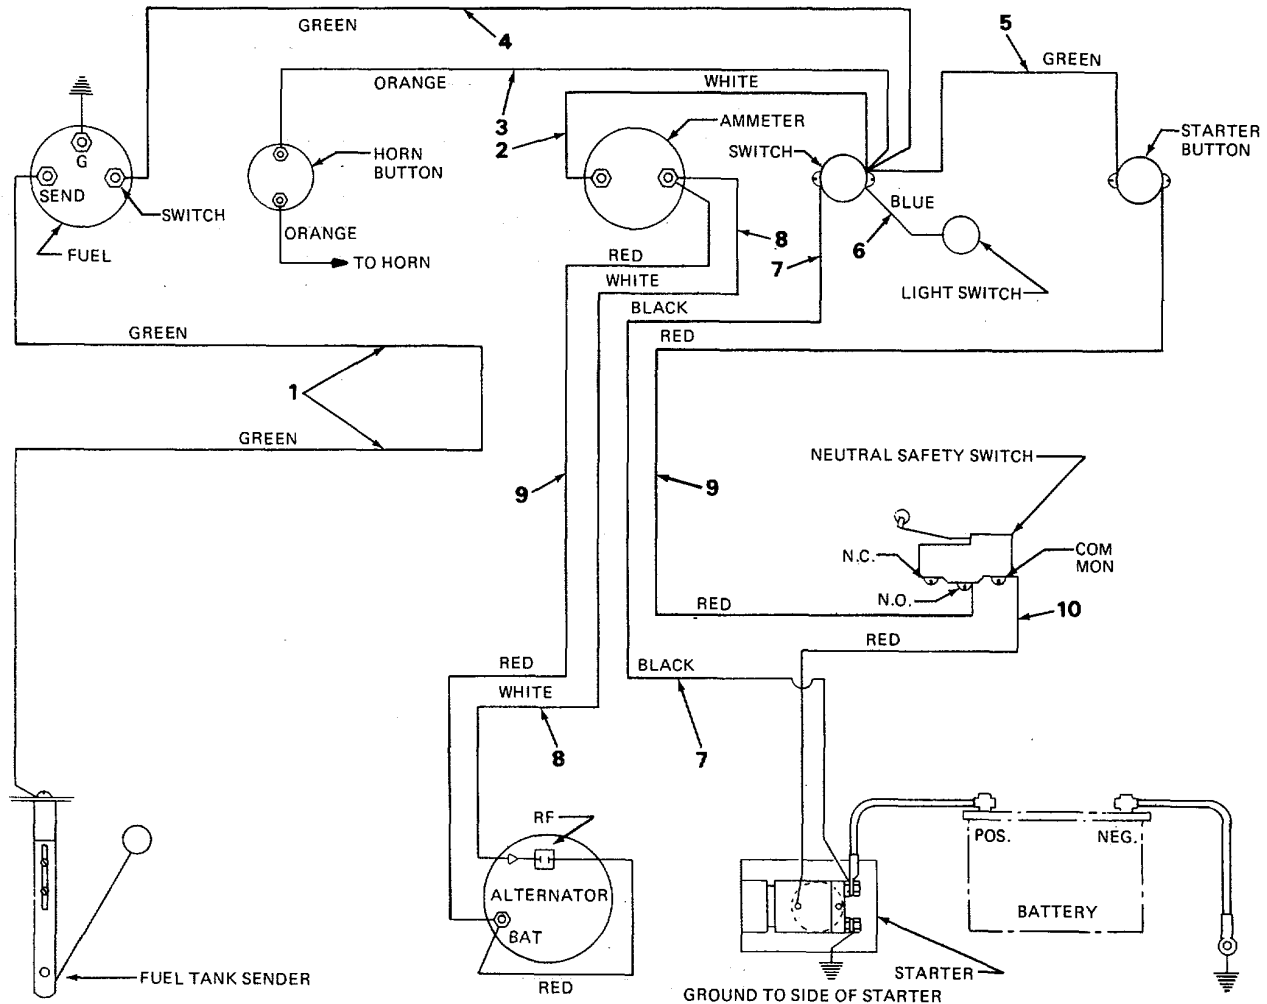 GREEN
4
5
GREEN
ORANGE
WHITE
3
2
AMMETER
STARTER
BUTTON
G
HORN
BUTTON
SWITCH
SEND
SWITCH
BLUE
ORANGE
FUEL
TO HORN
RED
8
7
6
WHITE
LIGHT SWITCH
BLACK
GREEN
RED
1
GREEN
NEUTRAL SAFETY SWITCH
9
9
N.C.
COM
MON
N.O.
RED
10
RED
RED
BLACK
WHITE
8
7
RF
POS.
NEG.
ALTERNATOR
BATTERY
BAT
FUEL TANK SENDER
RED
STARTER
GROUND TO SIDE OF STARTER